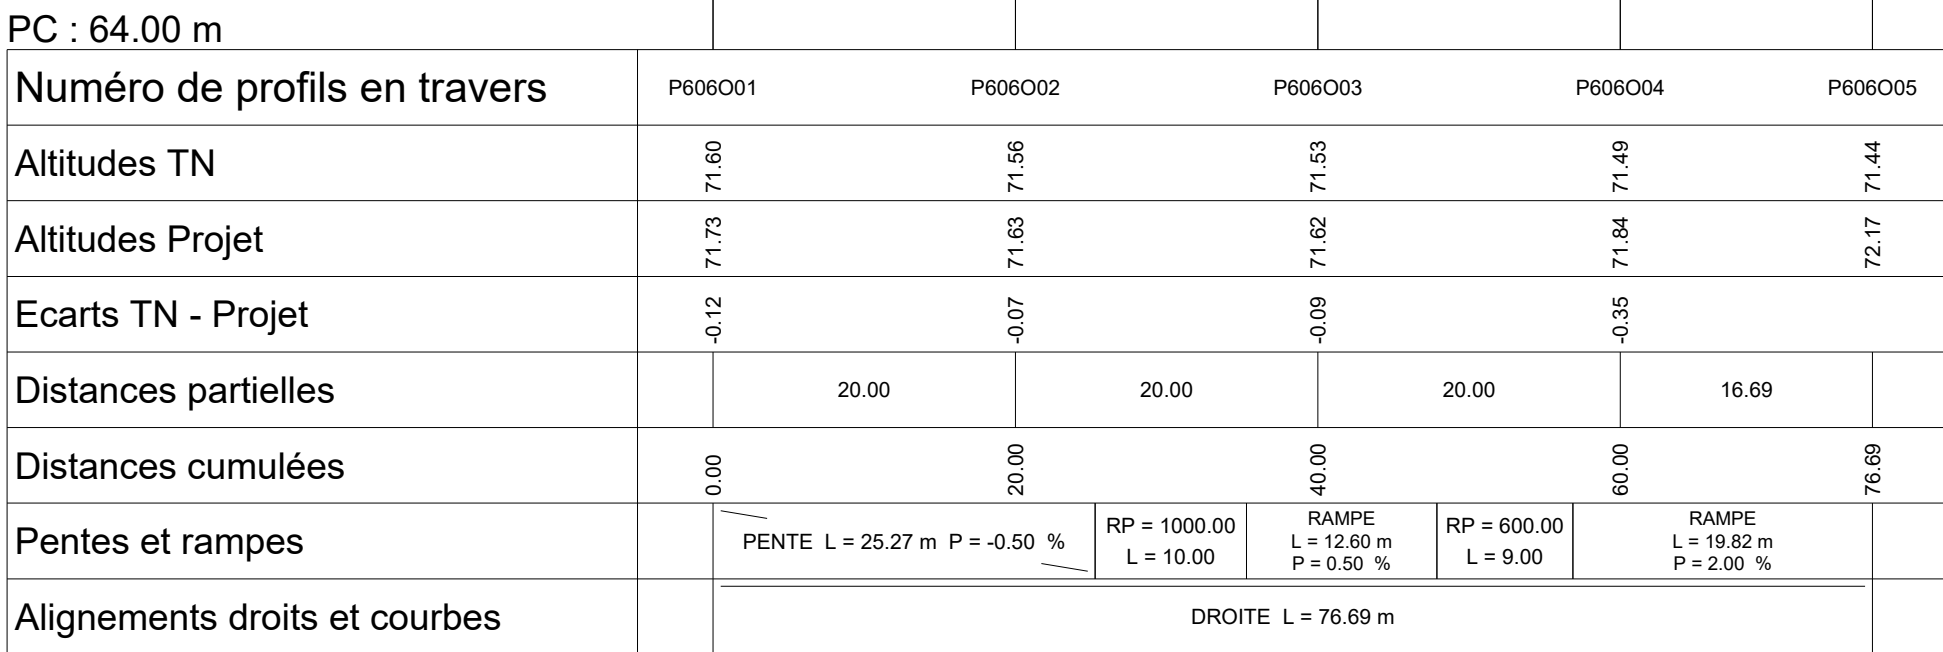 PC : 64.00 m
Numéro de profils en travers P606O01 P606O02 P606O03 P606O04 P606O05
Altitudes TN 71.60 71.56 71.53 71.49 71.44
Altitudes Projet 71.73 71.63 71.62 71.84 72.17
Ecarts TN - Projet -0.12 -0.07 -0.09 -0.35
Distances partielles 20.00 20.00 20.00 16.69
Distances cumulées 0.00 20.00 40.00 60.00 76.69
Pentes et rampes
PENTE L = 25.27 m P = -0.50 %
RP = 1000.00
L = 10.00
RAMPE
L = 12.60 m
P = 0.50 %
RP = 600.00
L = 9.00
RAMPE
L = 19.82 m
P = 2.00 %
Alignements droits et courbes DROITE L = 76.69 m